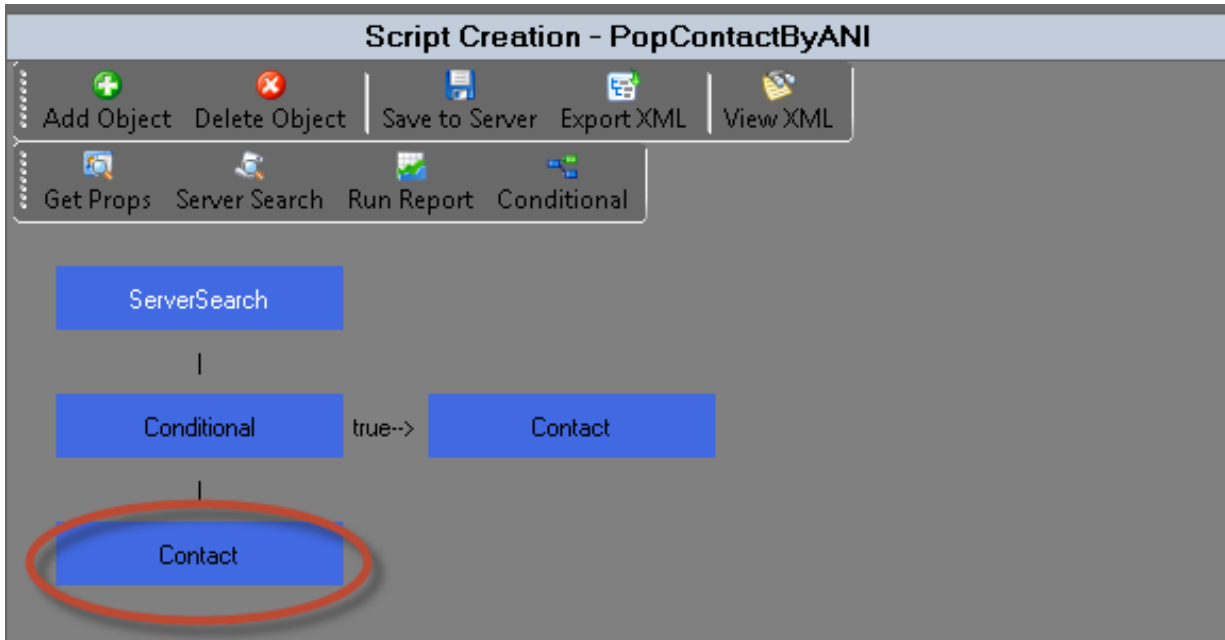 Script Creation - PopContactByANI
Add Object Delete Object Save to Server Export XML View XML
Get Props Server Search Run Report Conditional
ServerSearch
|
Conditional true--> Contact
|
Contact